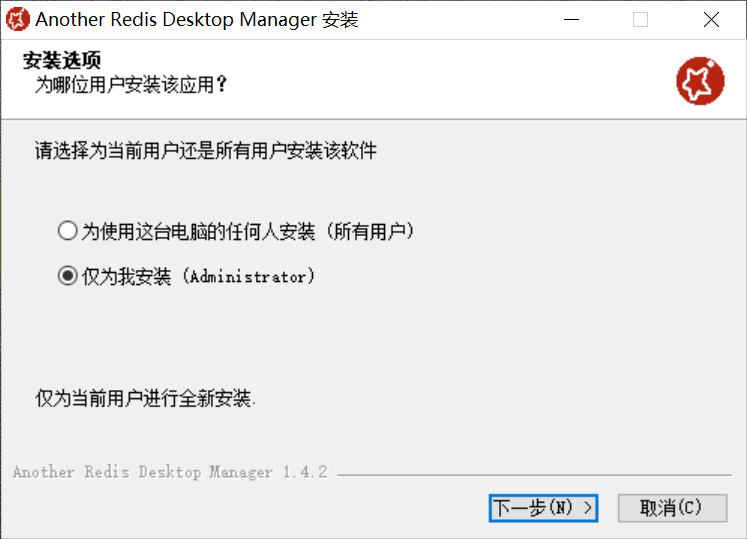 Another Redis Desktop Manager 安装
安装选项
为哪位用户安装该应用？
请选择为当前用户还是所有用户安装该软件
为使用这台电脑的任何人安装（所有用户）
仅为我安装（Administrator）
仅为当前用户进行全新安装.
Another Redis Desktop Manager 1.4.2
下一步(N) >
取消(C)